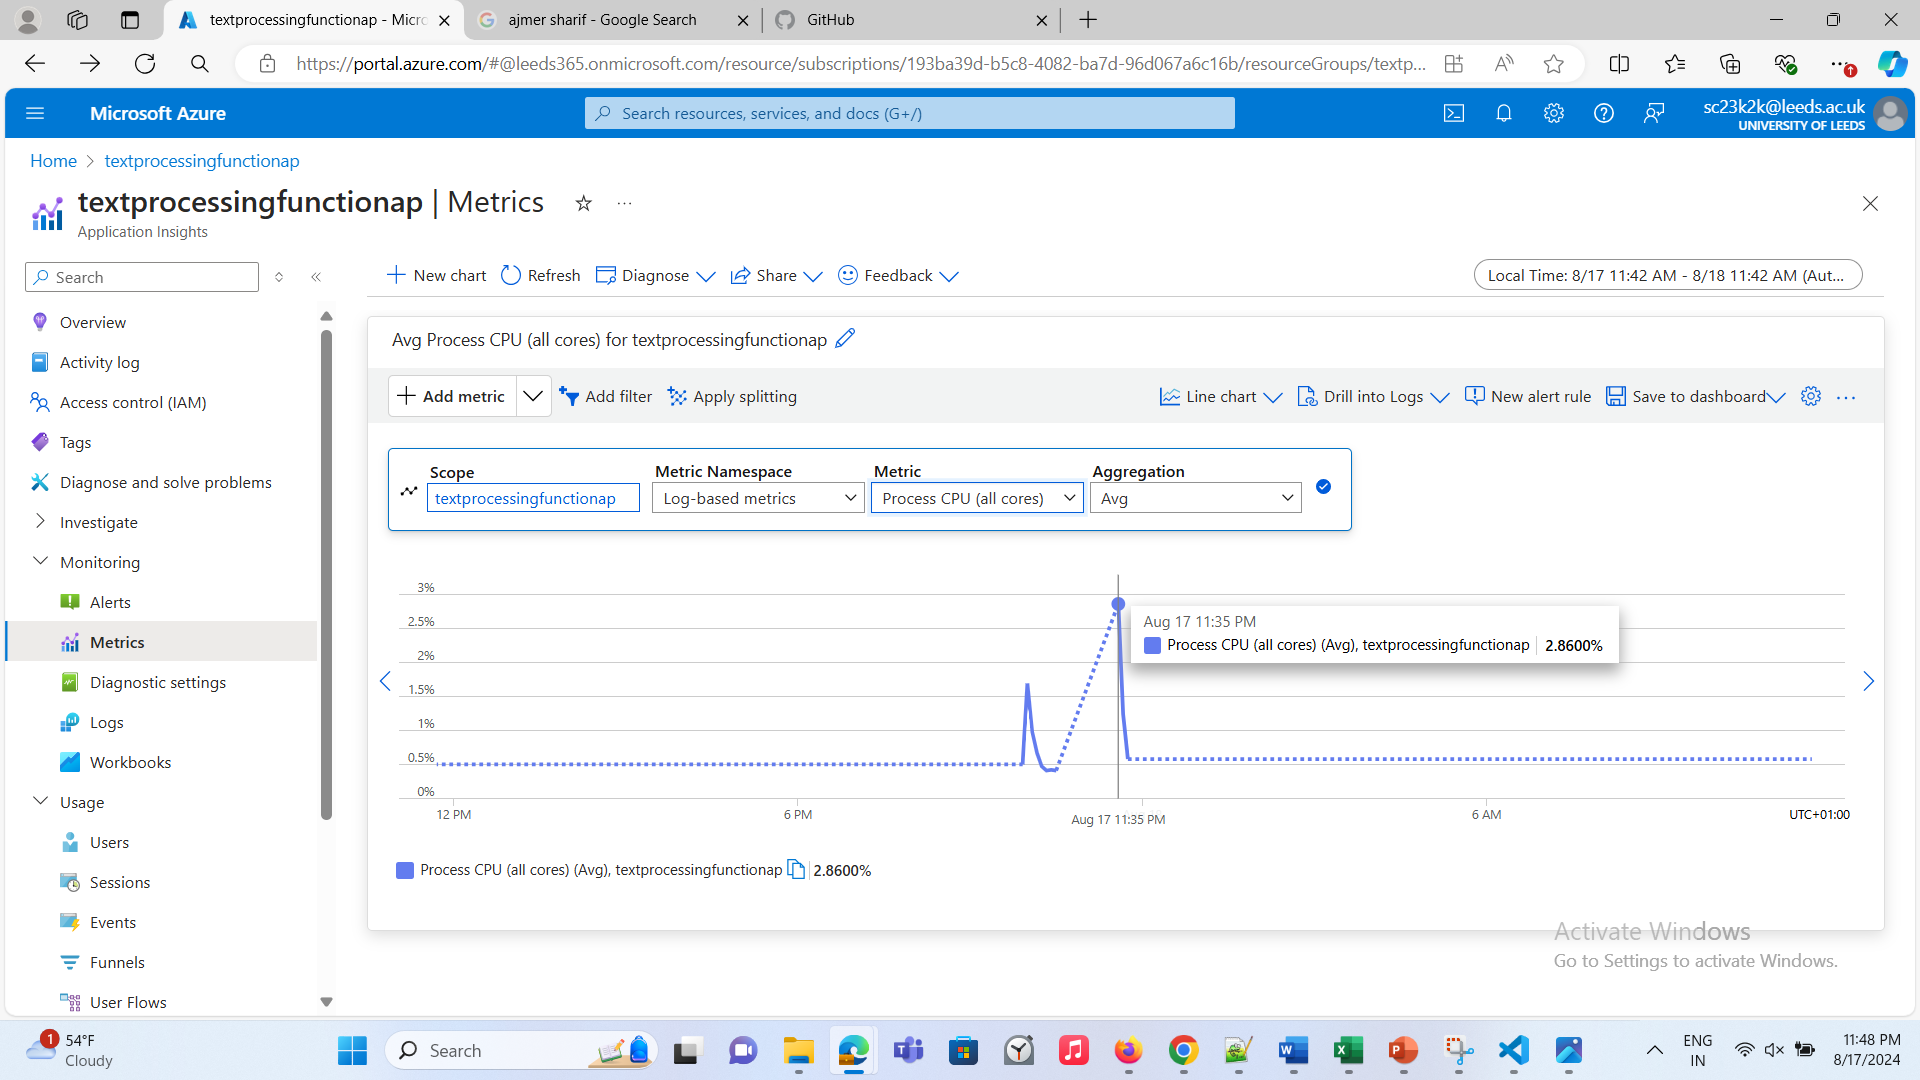 textprocessingfunctionap - Micro
ajmer sharif - Google Search
GitHub
https://portal.azure.com/#@leeds365.onmicrosoft.com/resource/subscriptions/193ba39d-b5c8-4082-ba7d-96d067a6c16b/resourceGroups/textp...
Microsoft Azure
Search resources, services, and docs (G+/)
sc23k2k@leeds.ac.uk
UNIVERSITY OF LEEDS
Home > textprocessingfunctionap
textprocessingfunctionap | Metrics
Application Insights
Search
New chart Refresh Diagnose Share Feedback
Local Time: 8/17 11:42 AM - 8/18 11:42 AM (Aut...
Overview
Activity log
Access control (IAM)
Tags
Diagnose and solve problems
Investigate
Monitoring
Alerts
Metrics
Diagnostic settings
Logs
Workbooks
Usage
Users
Sessions
Events
Funnels
User Flows
Avg Process CPU (all cores) for textprocessingfunctionap
Add metric Add filter Apply splitting Line chart Drill into Logs New alert rule Save to dashboard
Scope Metric Namespace Metric Aggregation
textprocessingfunctionap Log-based metrics Process CPU (all cores) Avg
3%
2.5%
2%
1.5%
1%
0.5%
0%
Aug 17 11:35 PM
Process CPU (all cores) (Avg), textprocessingfunctionap 2.8600%
12 PM 6 PM Aug 17 11:35 PM 6 AM UTC+01:00
Process CPU (all cores) (Avg), textprocessingfunctionap 2.8600%
Activate Windows
Go to Settings to activate Windows.
1
54°F
Cloudy
Search
ENG
IN
11:48 PM
8/17/2024